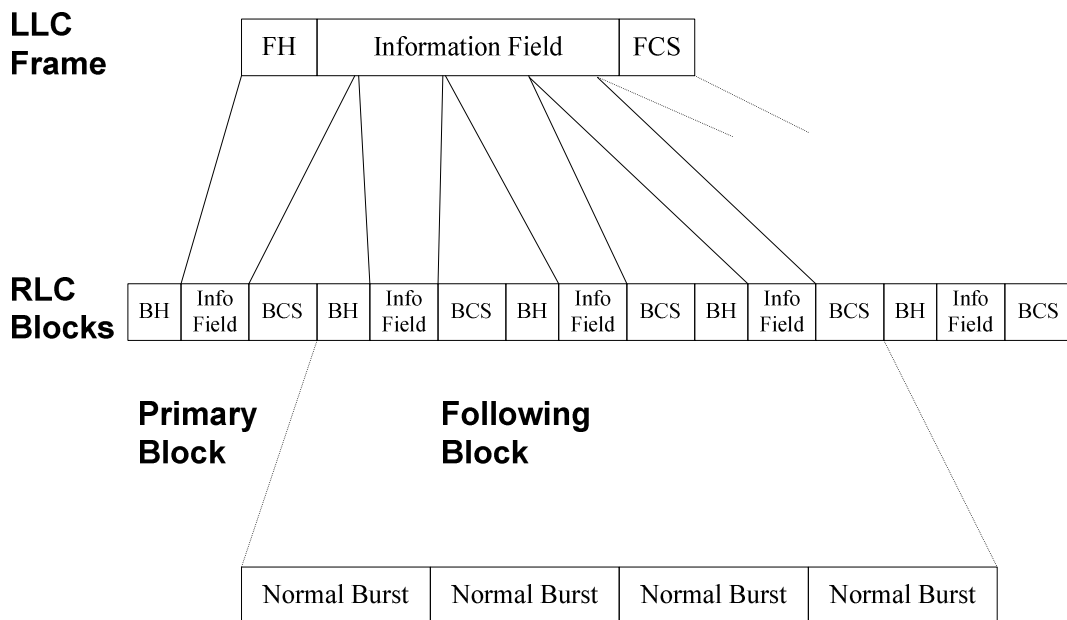 LLC
Frame
FH Information Field FCS
RLC
Blocks
BH Info Field BCS BH Info Field BCS BH Info Field BCS BH Info Field BCS BH Info Field BCS
Primary
Block
Following
Block
Normal Burst Normal Burst Normal Burst Normal Burst